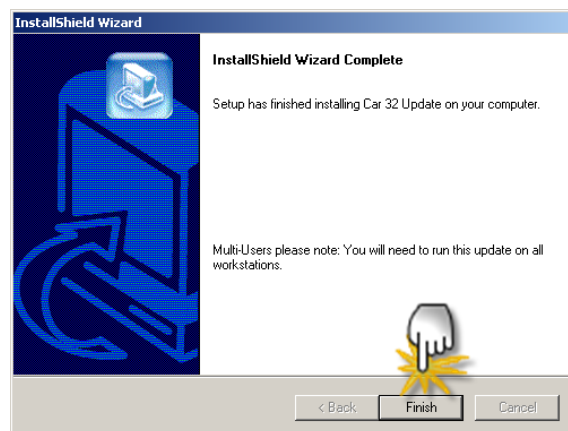 InstallShield Wizard
InstallShield Wizard Complete
Setup has finished installing Car 32 Update on your computer.
Multi-Users please note: You will need to run this update on all
workstations.
< Back
Finish
Cancel